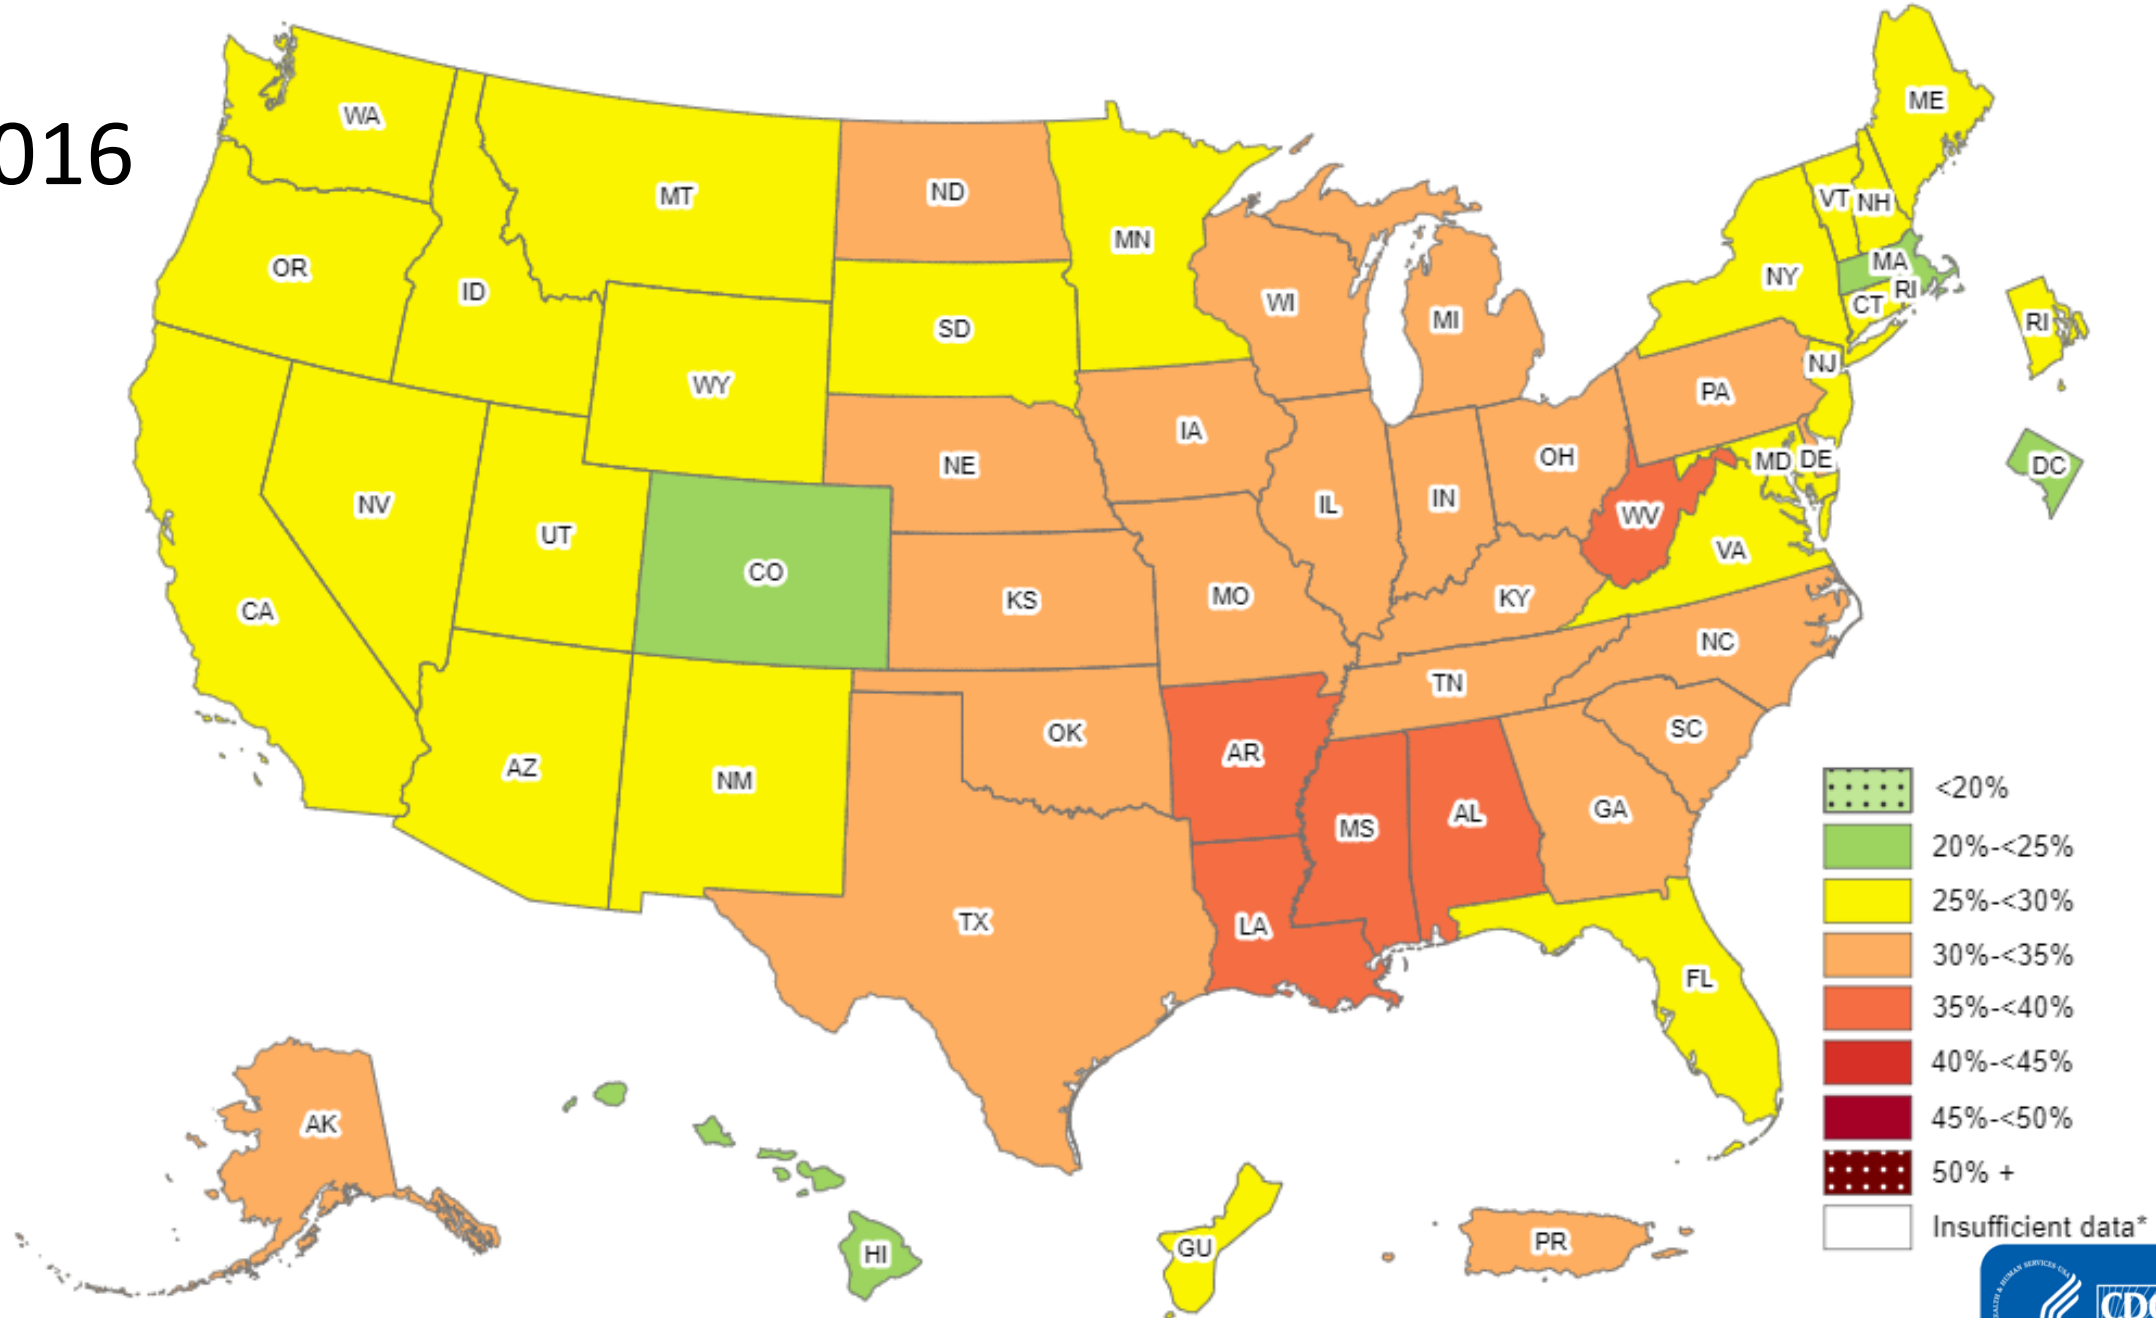 016
WA
MT
ND
MN
ME
VT
NH
OR
ID
SD
WI
MI
NY
MA
CT
RI
RI
WY
NE
IA
PA
NJ
NV
UT
CO
KS
MO
IL
IN
OH
WV
MD
DE
DC
VA
KY
CA
NC
TN
SC
AZ
NM
OK
AR
MS
AL
GA
TX
LA
FL
AK
HI
GU
PR
<20%
20%-<25%
25%-<30%
30%-<35%
35%-<40%
40%-<45%
45%-<50%
50% +
Insufficient data*
HUMAN SERVICES·USA